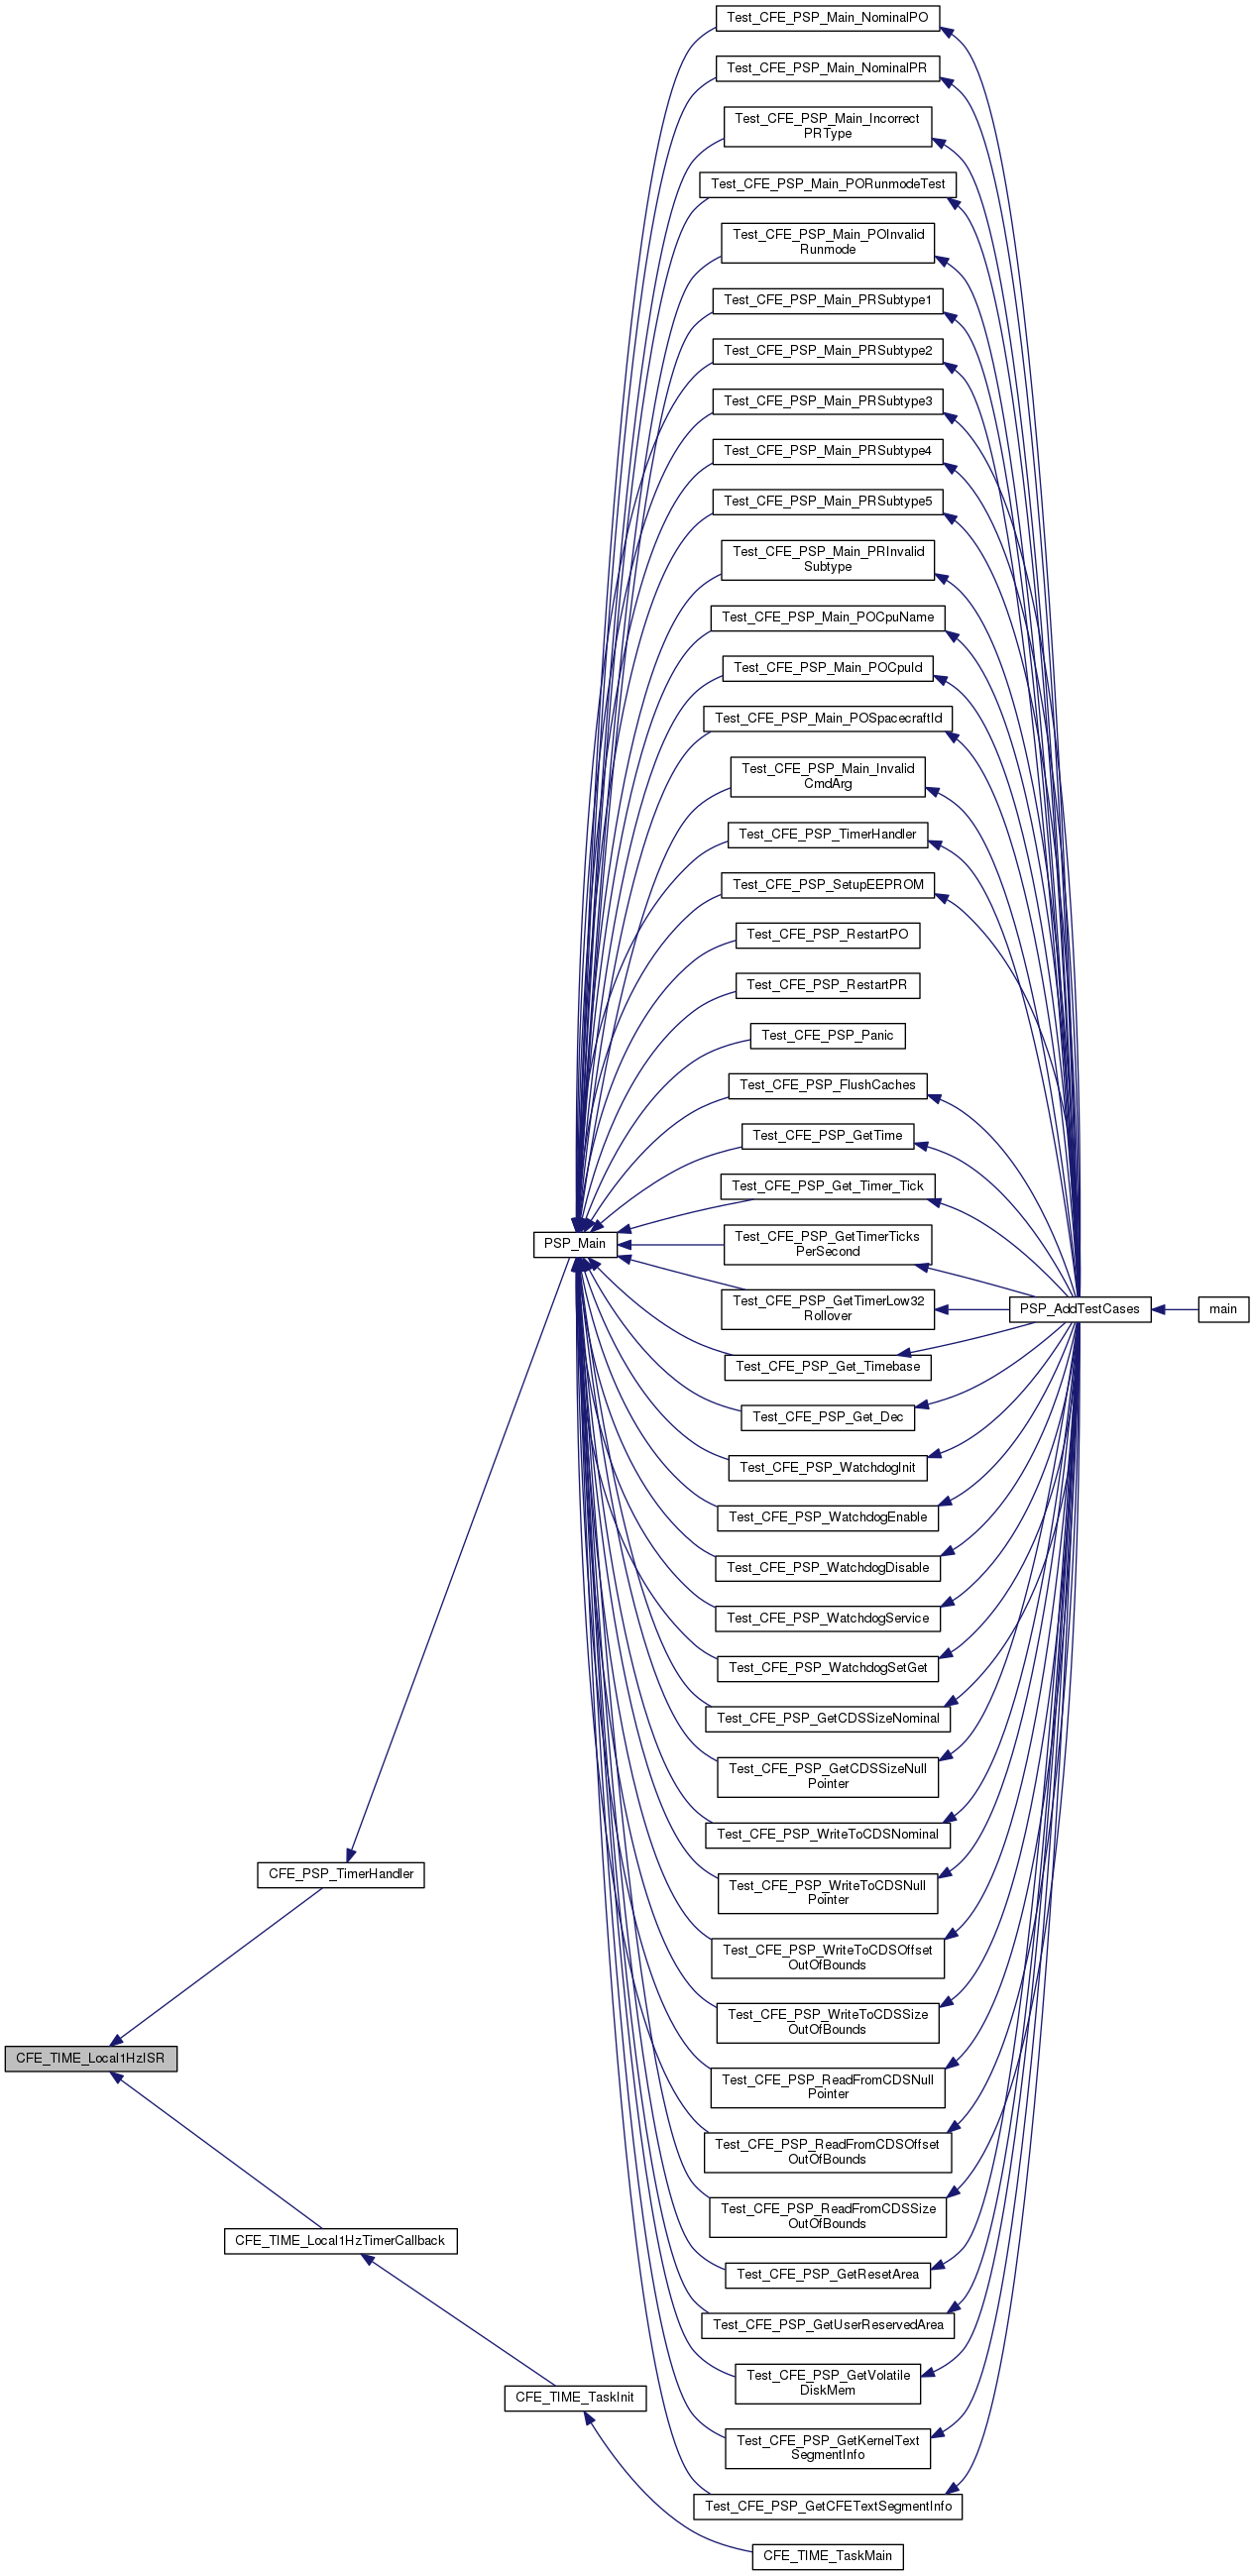 Test_CFE_PSP_Main_NominalPO
Test_CFE_PSP_Main_NominalPR
Test_CFE_PSP_Main_Incorrect
PRType
Test_CFE_PSP_Main_PORunmodeTest
Test_CFE_PSP_Main_POInvalid
Runmode
Test_CFE_PSP_Main_PRSubtype1
Test_CFE_PSP_Main_PRSubtype2
Test_CFE_PSP_Main_PRSubtype3
Test_CFE_PSP_Main_PRSubtype4
Test_CFE_PSP_Main_PRSubtype5
Test_CFE_PSP_Main_PRInvalid
Subtype
Test_CFE_PSP_Main_POCpuName
Test_CFE_PSP_Main_POCpuId
Test_CFE_PSP_Main_POSpacecraftId
Test_CFE_PSP_Main_Invalid
CmdArg
Test_CFE_PSP_TimerHandler
Test_CFE_PSP_SetupEEPROM
Test_CFE_PSP_RestartPO
Test_CFE_PSP_RestartPR
Test_CFE_PSP_Panic
Test_CFE_PSP_FlushCaches
Test_CFE_PSP_GetTime
Test_CFE_PSP_Get_Timer_Tick
PSP_Main
Test_CFE_PSP_GetTimerTicks
PerSecond
Test_CFE_PSP_GetTimerLow32
Rollover
PSP_AddTestCases
main
Test_CFE_PSP_Get_Timebase
Test_CFE_PSP_Get_Dec
Test_CFE_PSP_WatchdogInit
Test_CFE_PSP_WatchdogEnable
Test_CFE_PSP_WatchdogDisable
Test_CFE_PSP_WatchdogService
Test_CFE_PSP_WatchdogSetGet
Test_CFE_PSP_GetCDSSizeNominal
Test_CFE_PSP_GetCDSSizeNull
Pointer
Test_CFE_PSP_WriteToCDSNominal
CFE_PSP_TimerHandler
Test_CFE_PSP_WriteToCDSNull
Pointer
Test_CFE_PSP_WriteToCDSOffset
OutOfBounds
Test_CFE_PSP_WriteToCDSSize
OutOfBounds
CFE_TIME_Local1HzISR
Test_CFE_PSP_ReadFromCDSNull
Pointer
Test_CFE_PSP_ReadFromCDSOffset
OutOfBounds
Test_CFE_PSP_ReadFromCDSSize
OutOfBounds
CFE_TIME_Local1HzTimerCallback
Test_CFE_PSP_GetResetArea
Test_CFE_PSP_GetUserReservedArea
Test_CFE_PSP_GetVolatile
DiskMem
CFE_TIME_TaskInit
Test_CFE_PSP_GetKernelText
SegmentInfo
Test_CFE_PSP_GetCFETextSegmentInfo
CFE_TIME_TaskMain